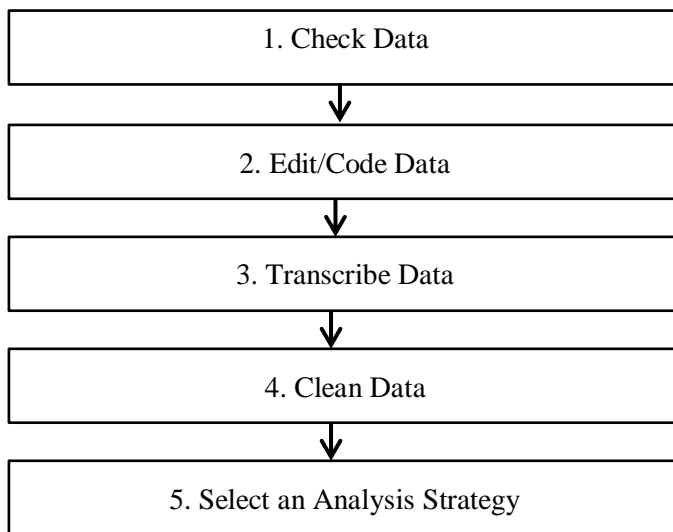 1. Check Data
2. Edit/Code Data
3. Transcribe Data
4. Clean Data
5. Select an Analysis Strategy